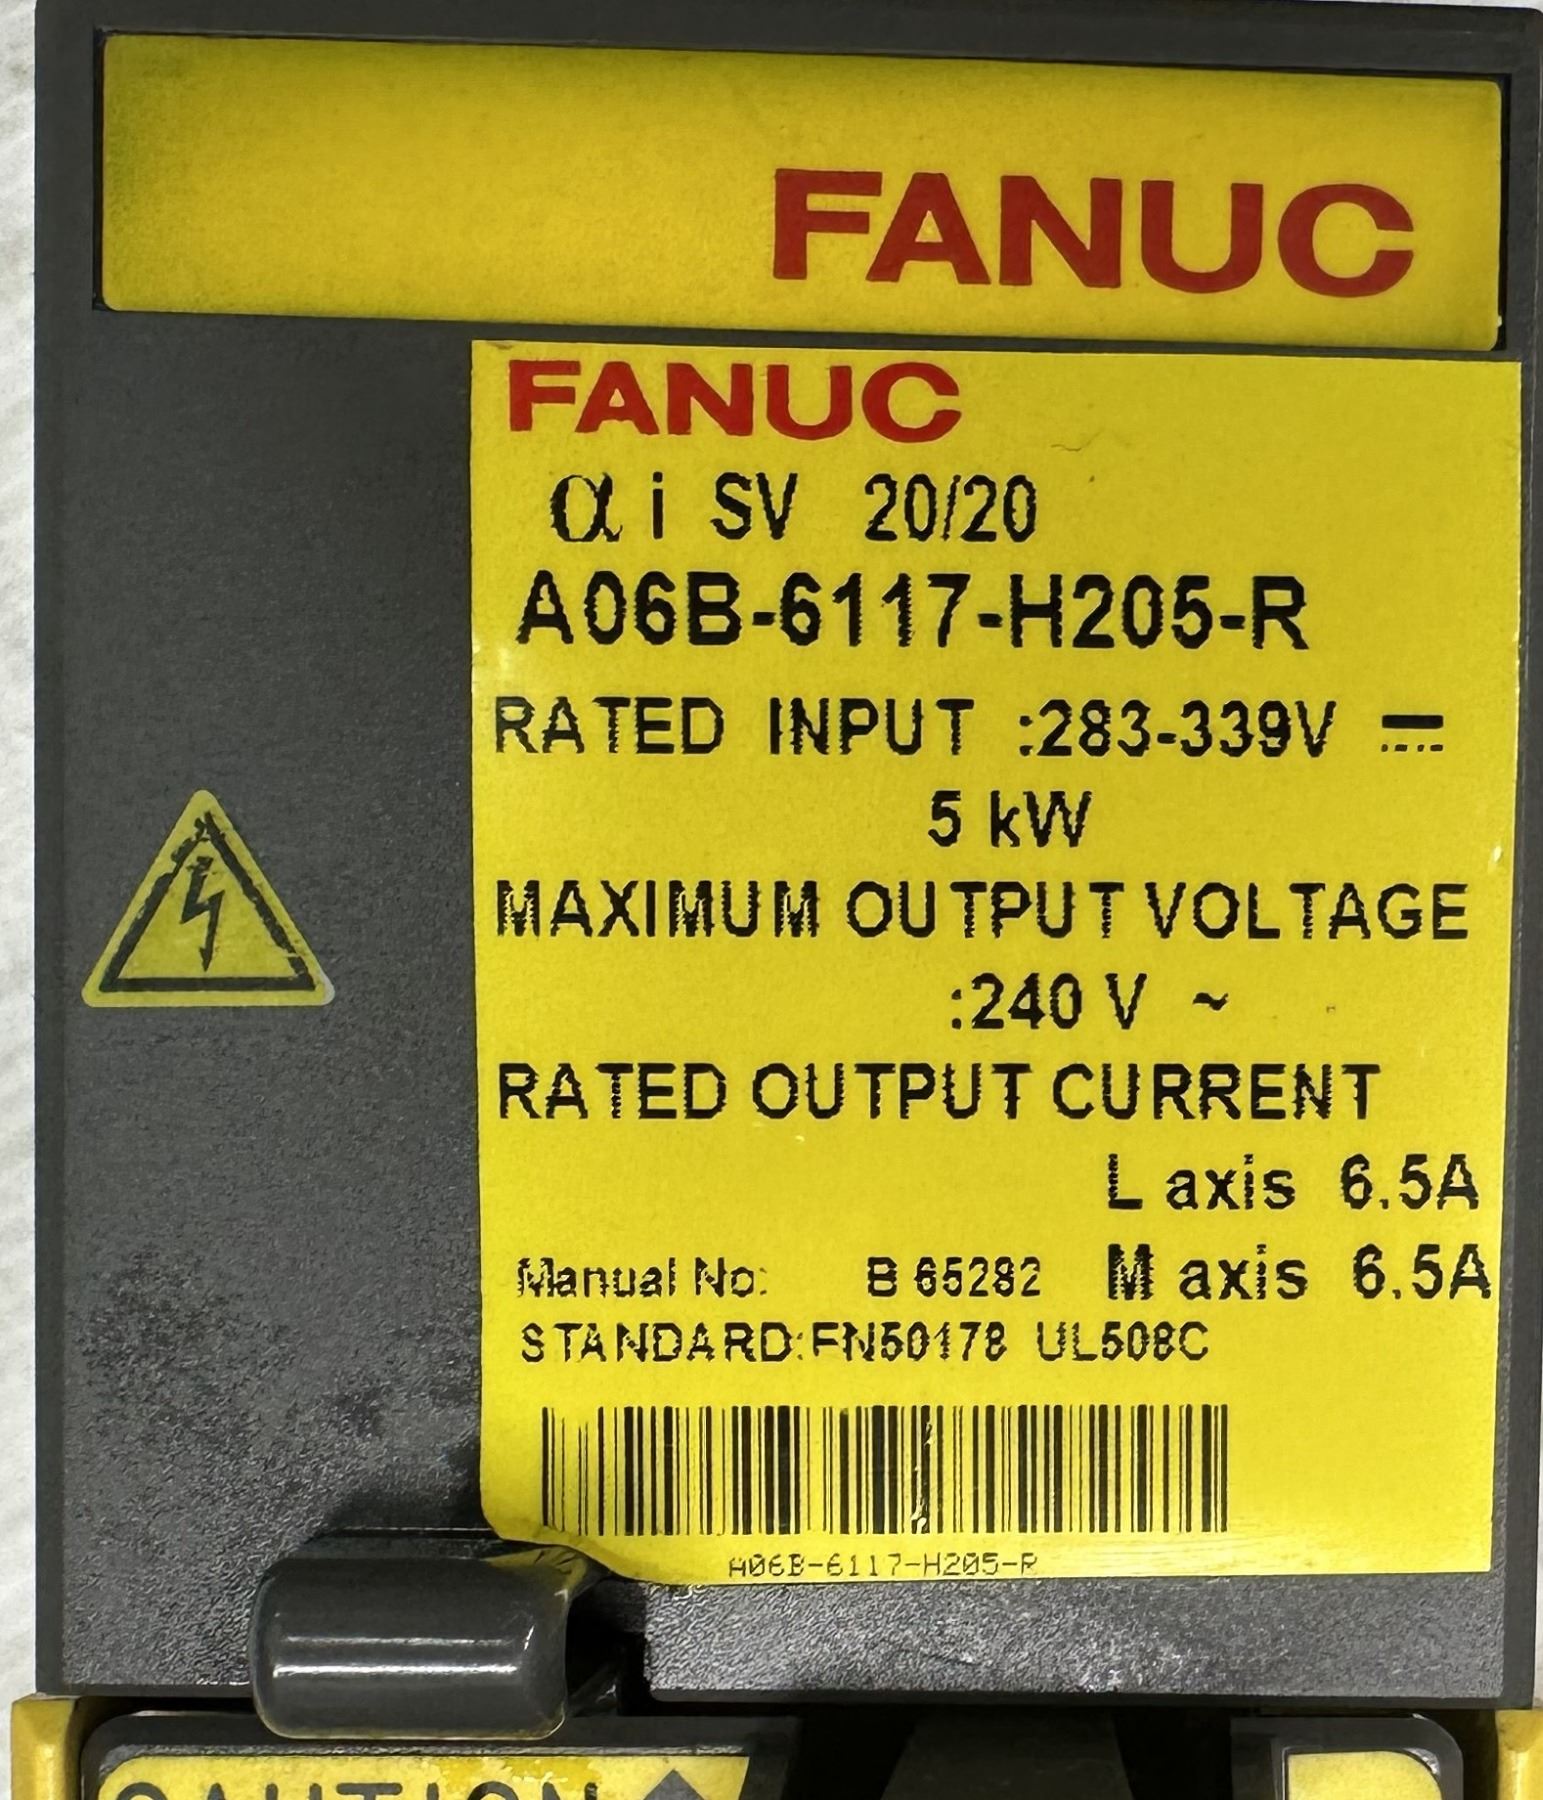 FANUC
FANUC
αi SV 20/20
A06B-6117-H205-R
RATED INPUT :283-339V ⎓
5 kW
MAXIMUM OUTPUT VOLTAGE
:240 V ~
RATED OUTPUT CURRENT
L axis 6.5A
Manual No: B 65282 M axis 6.5A
STANDARD:EN50178 UL508C
A06B-6117-H205-R
CAUTION